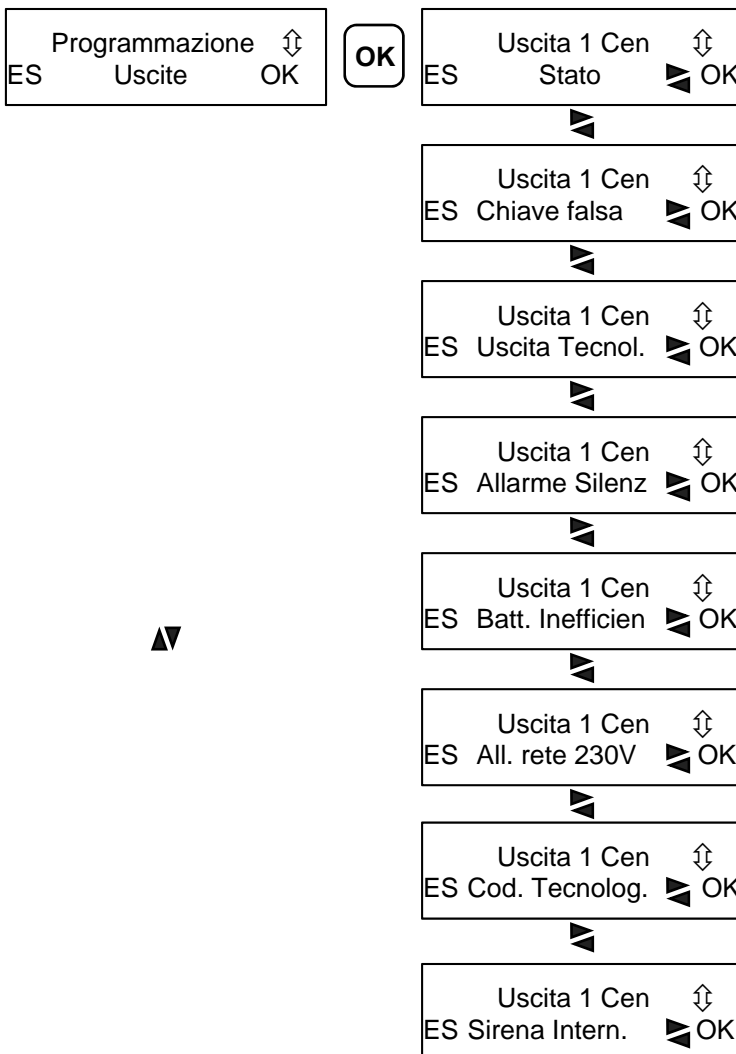 Programmazione ⇳
ES Uscite OK
OK
Uscita 1 Cen ⇳
ES Stato OK
Uscita 1 Cen ⇳
ES Chiave falsa OK
Uscita 1 Cen ⇳
ES Uscita Tecnol. OK
Uscita 1 Cen ⇳
ES Allarme Silenz OK
Uscita 1 Cen ⇳
ES Batt. Inefficien OK
Uscita 1 Cen ⇳
ES All. rete 230V OK
Uscita 1 Cen ⇳
ES Cod. Tecnolog. OK
Uscita 1 Cen ⇳
ES Sirena Intern. OK